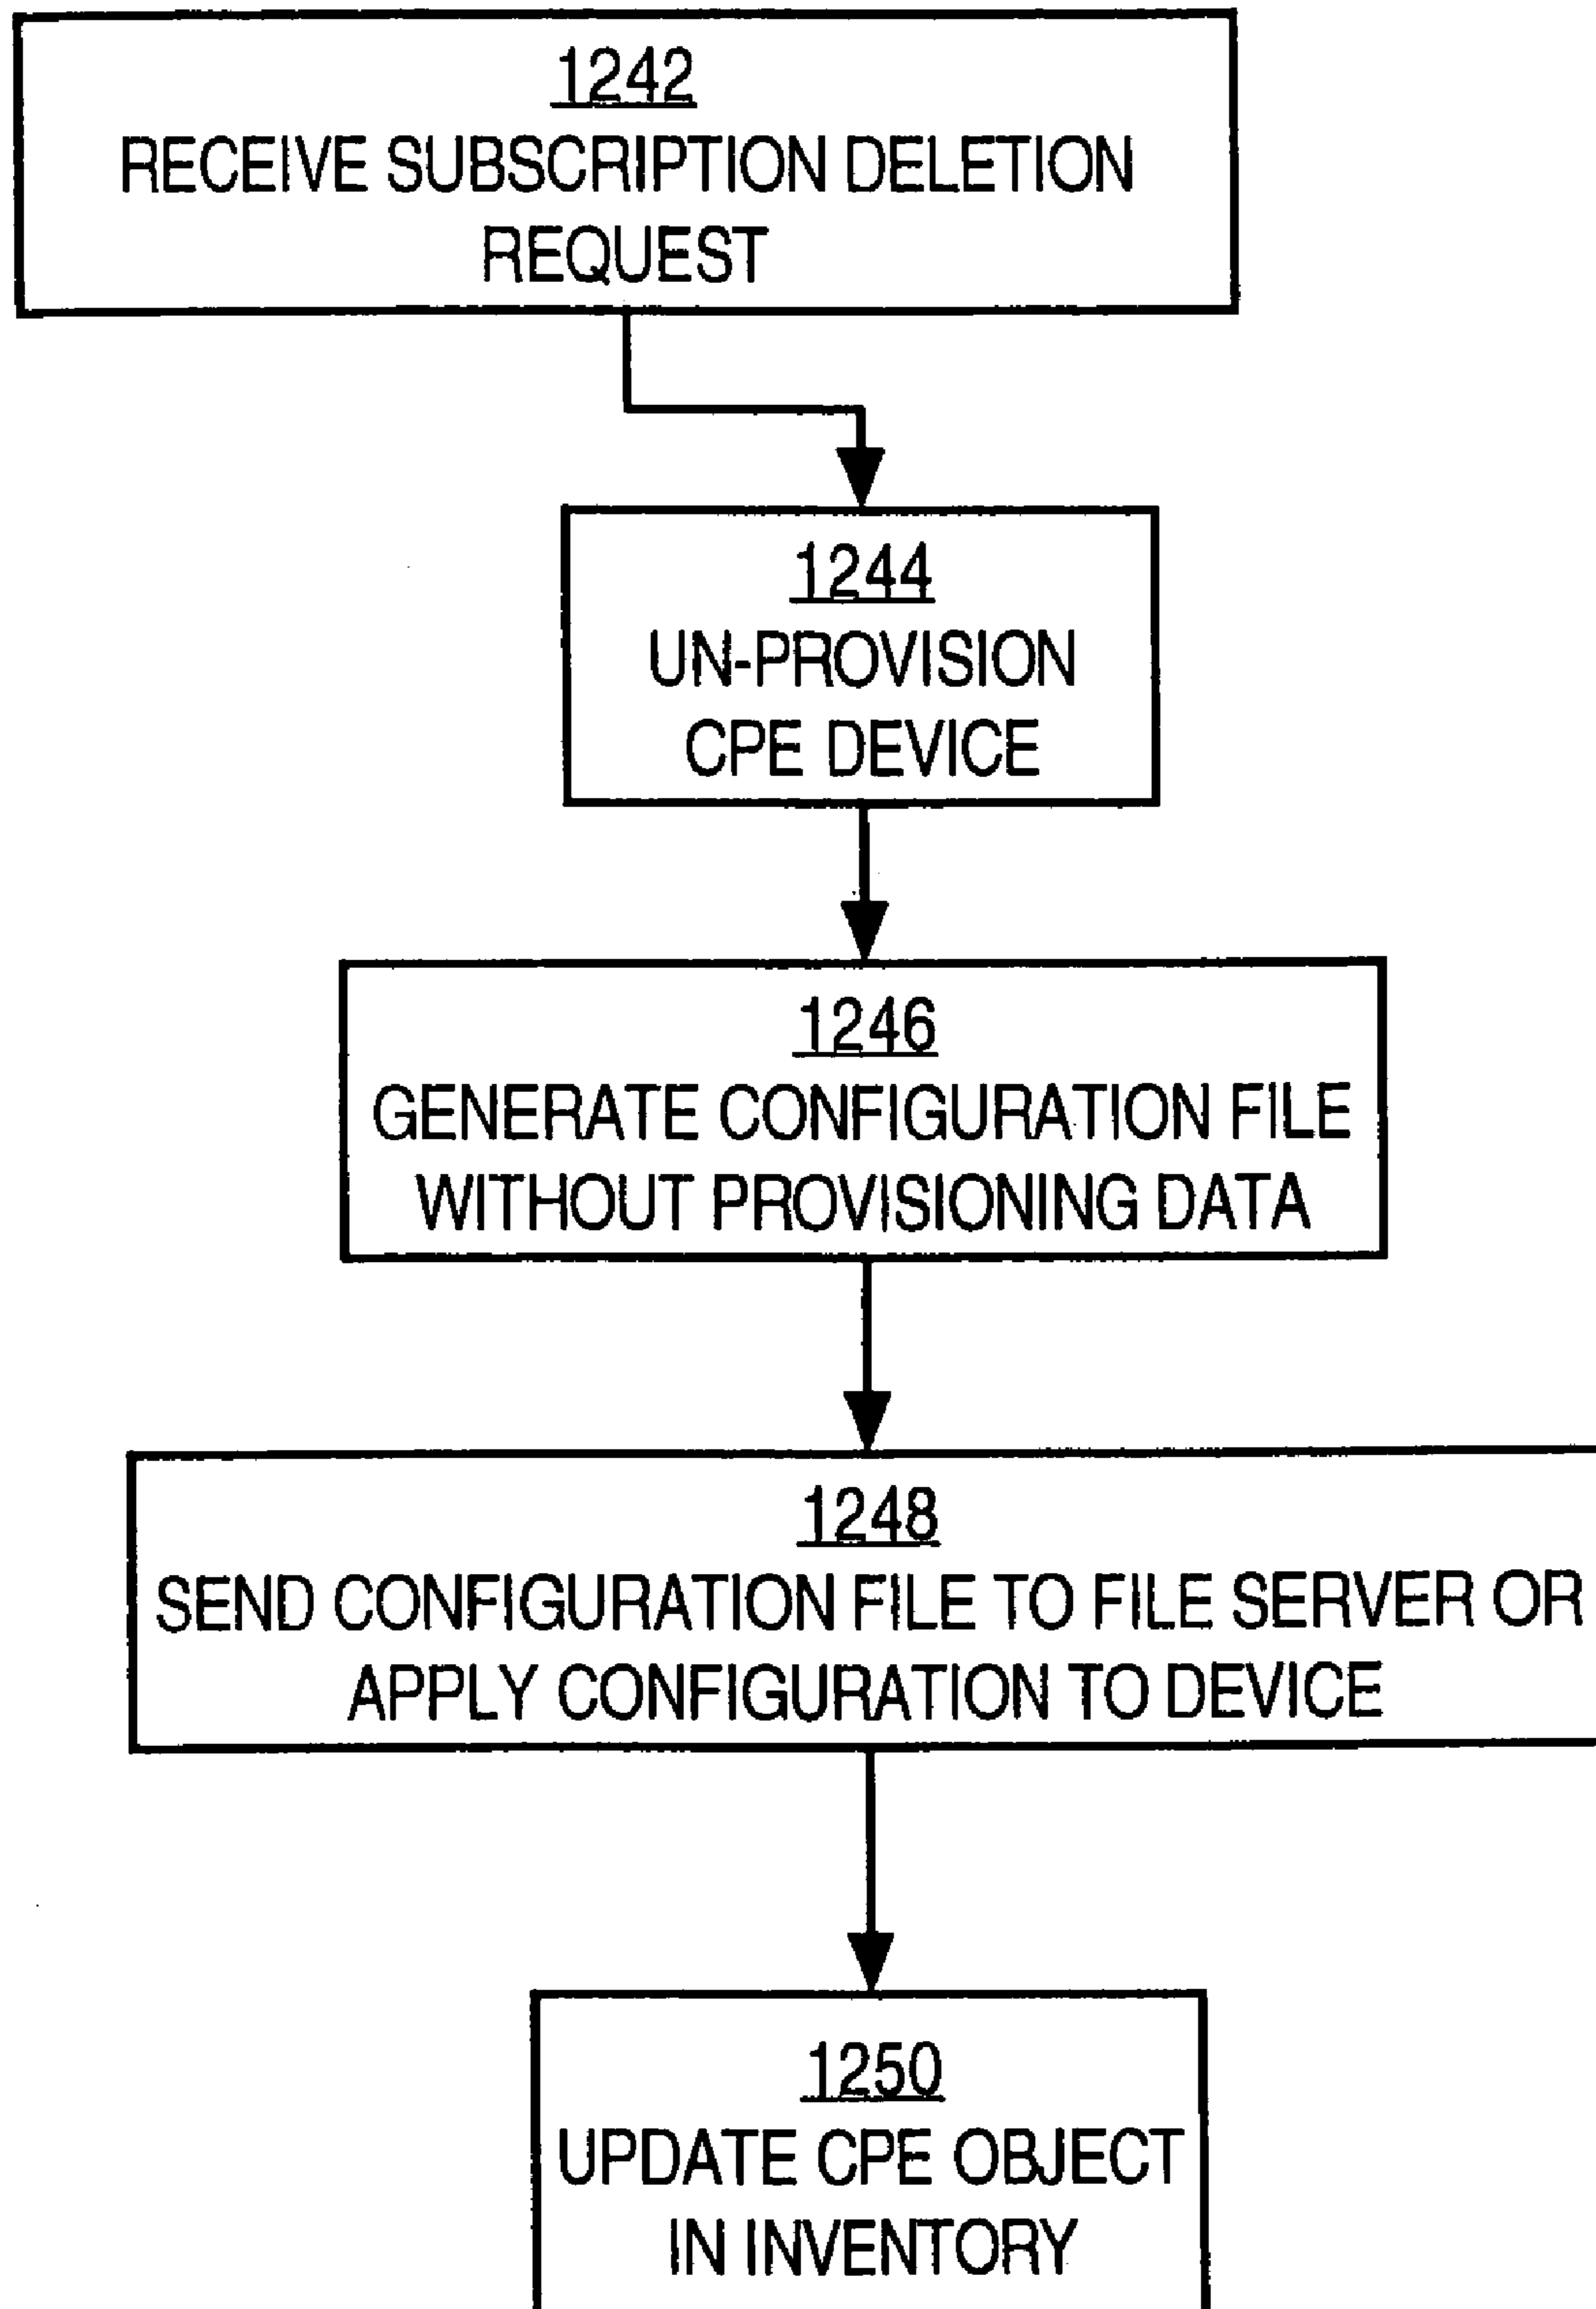 1242
RECEIVE SUBSCRIPTION DELETION
REQUEST
1244
UN-PROVISION
CPE DEVICE
1246
GENERATE CONFIGURATION FILE
WITHOUT PROVISIONING DATA
1248
SEND CONFIGURATION FILE TO FILE SERVER OR
APPLY CONFIGURATION TO DEVICE
1250
UPDATE CPE OBJECT
IN INVENTORY